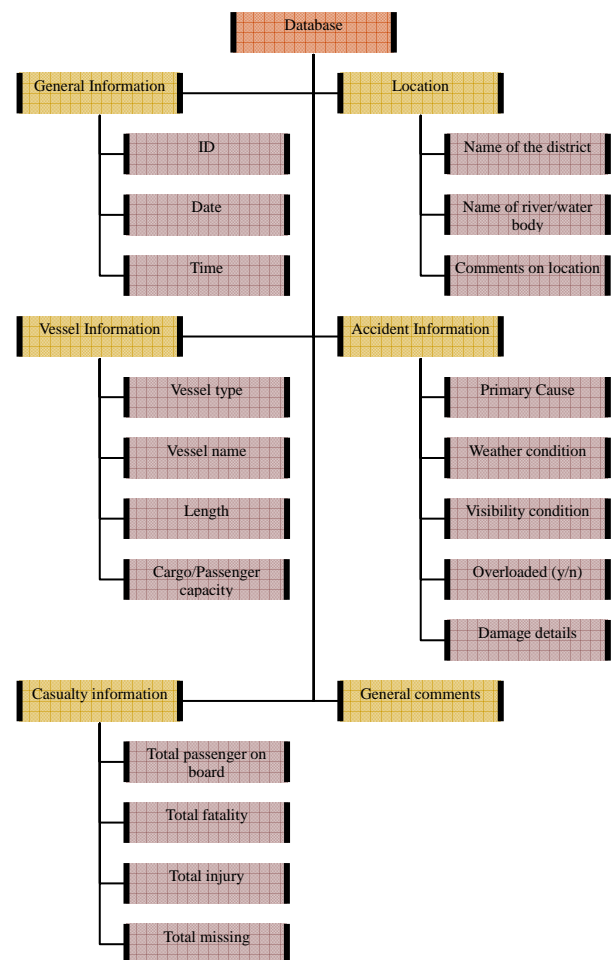 Database
General Information
ID
Date
Time
Location
Name of the district
Name of river/water
body
Comments on location
Vessel Information
Vessel type
Vessel name
Length
Cargo/Passenger
capacity
Accident Information
Primary Cause
Weather condition
Visibility condition
Overloaded (y/n)
Damage details
Casualty information
Total passenger on
board
Total fatality
Total injury
Total missing
General comments